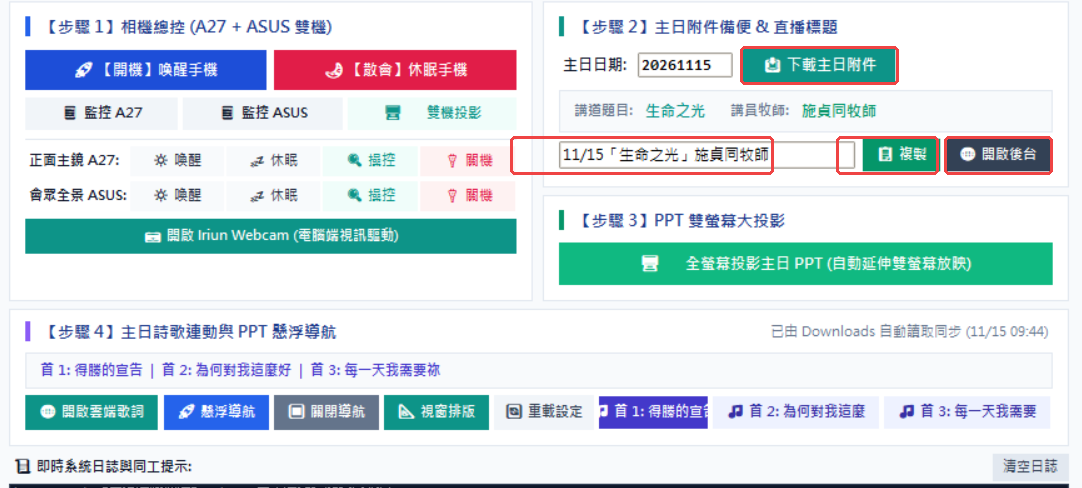 【步驟 1】相機總控 (A27 + ASUS 雙機)
【開機】喚醒手機
【散會】休眠手機
監控 A27
監控 ASUS
雙機投影
正面主鏡 A27:
喚醒
休眠
操控
關機
會眾全景 ASUS:
喚醒
休眠
操控
關機
開啟 Iriun Webcam (電腦端視訊驅動)
【步驟 2】主日附件備便 & 直播標題
主日日期:
20261115
下載主日附件
講道題目: 生命之光 講員牧師: 施貞同牧師
11/15「生命之光」施貞同牧師
複製
開啟後台
【步驟 3】PPT 雙螢幕大投影
全螢幕投影主日 PPT (自動延伸雙螢幕放映)
【步驟 4】主日詩歌連動與 PPT 懸浮導航
已由 Downloads 自動讀取同步 (11/15 09:44)
首 1: 得勝的宣告 | 首 2: 為何對我這麼好 | 首 3: 每一天我需要祢
開啟雲端歌詞
懸浮導航
關閉導航
視窗排版
重載設定
首 1: 得勝的宣
首 2: 為何對我這麼
首 3: 每一天我需要
即時系統日誌與同工提示:
清空日誌